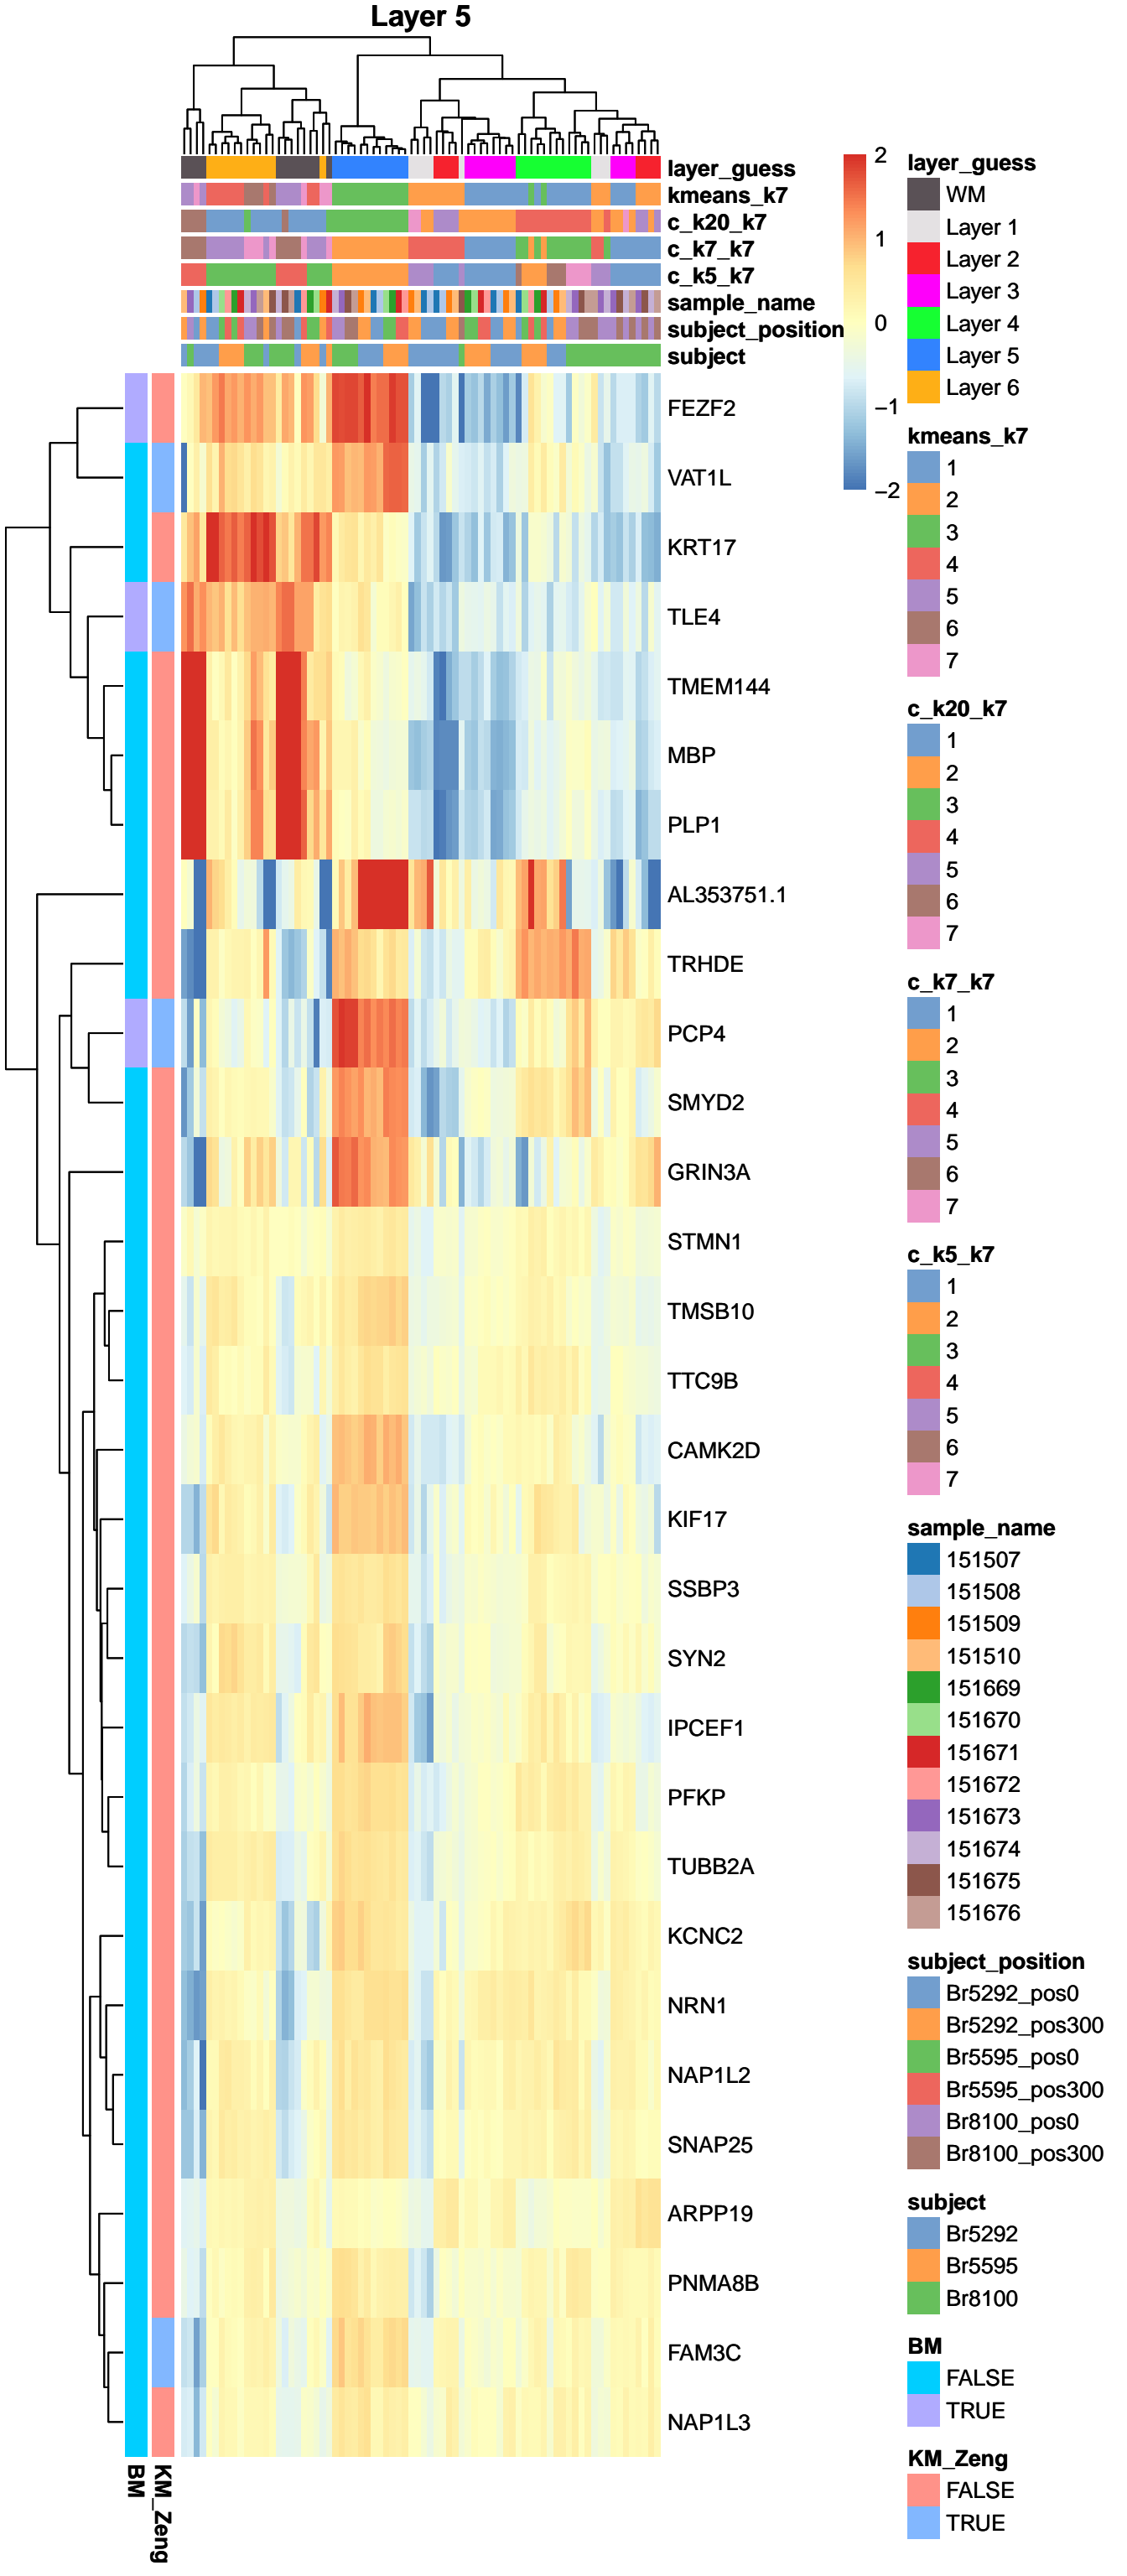 Layer 5
layer_guess
kmeans_k7
c_k20_k7
c_k7_k7
c_k5_k7
sample_name
subject_position
subject
FEZF2
VAT1L
KRT17
TLE4
TMEM144
MBP
PLP1
AL353751.1
TRHDE
PCP4
SMYD2
GRIN3A
STMN1
TMSB10
TTC9B
CAMK2D
KIF17
SSBP3
SYN2
IPCEF1
PFKP
TUBB2A
KCNC2
NRN1
NAP1L2
SNAP25
ARPP19
PNMA8B
FAM3C
NAP1L3
BM
KM_Zeng
2
1
0
−1
−2
layer_guess
WM
Layer 1
Layer 2
Layer 3
Layer 4
Layer 5
Layer 6
kmeans_k7
1
2
3
4
5
6
7
c_k20_k7
1
2
3
4
5
6
7
c_k7_k7
1
2
3
4
5
6
7
c_k5_k7
1
2
3
4
5
6
7
sample_name
151507
151508
151509
151510
151669
151670
151671
151672
151673
151674
151675
151676
subject_position
Br5292_pos0
Br5292_pos300
Br5595_pos0
Br5595_pos300
Br8100_pos0
Br8100_pos300
subject
Br5292
Br5595
Br8100
BM
FALSE
TRUE
KM_Zeng
FALSE
TRUE